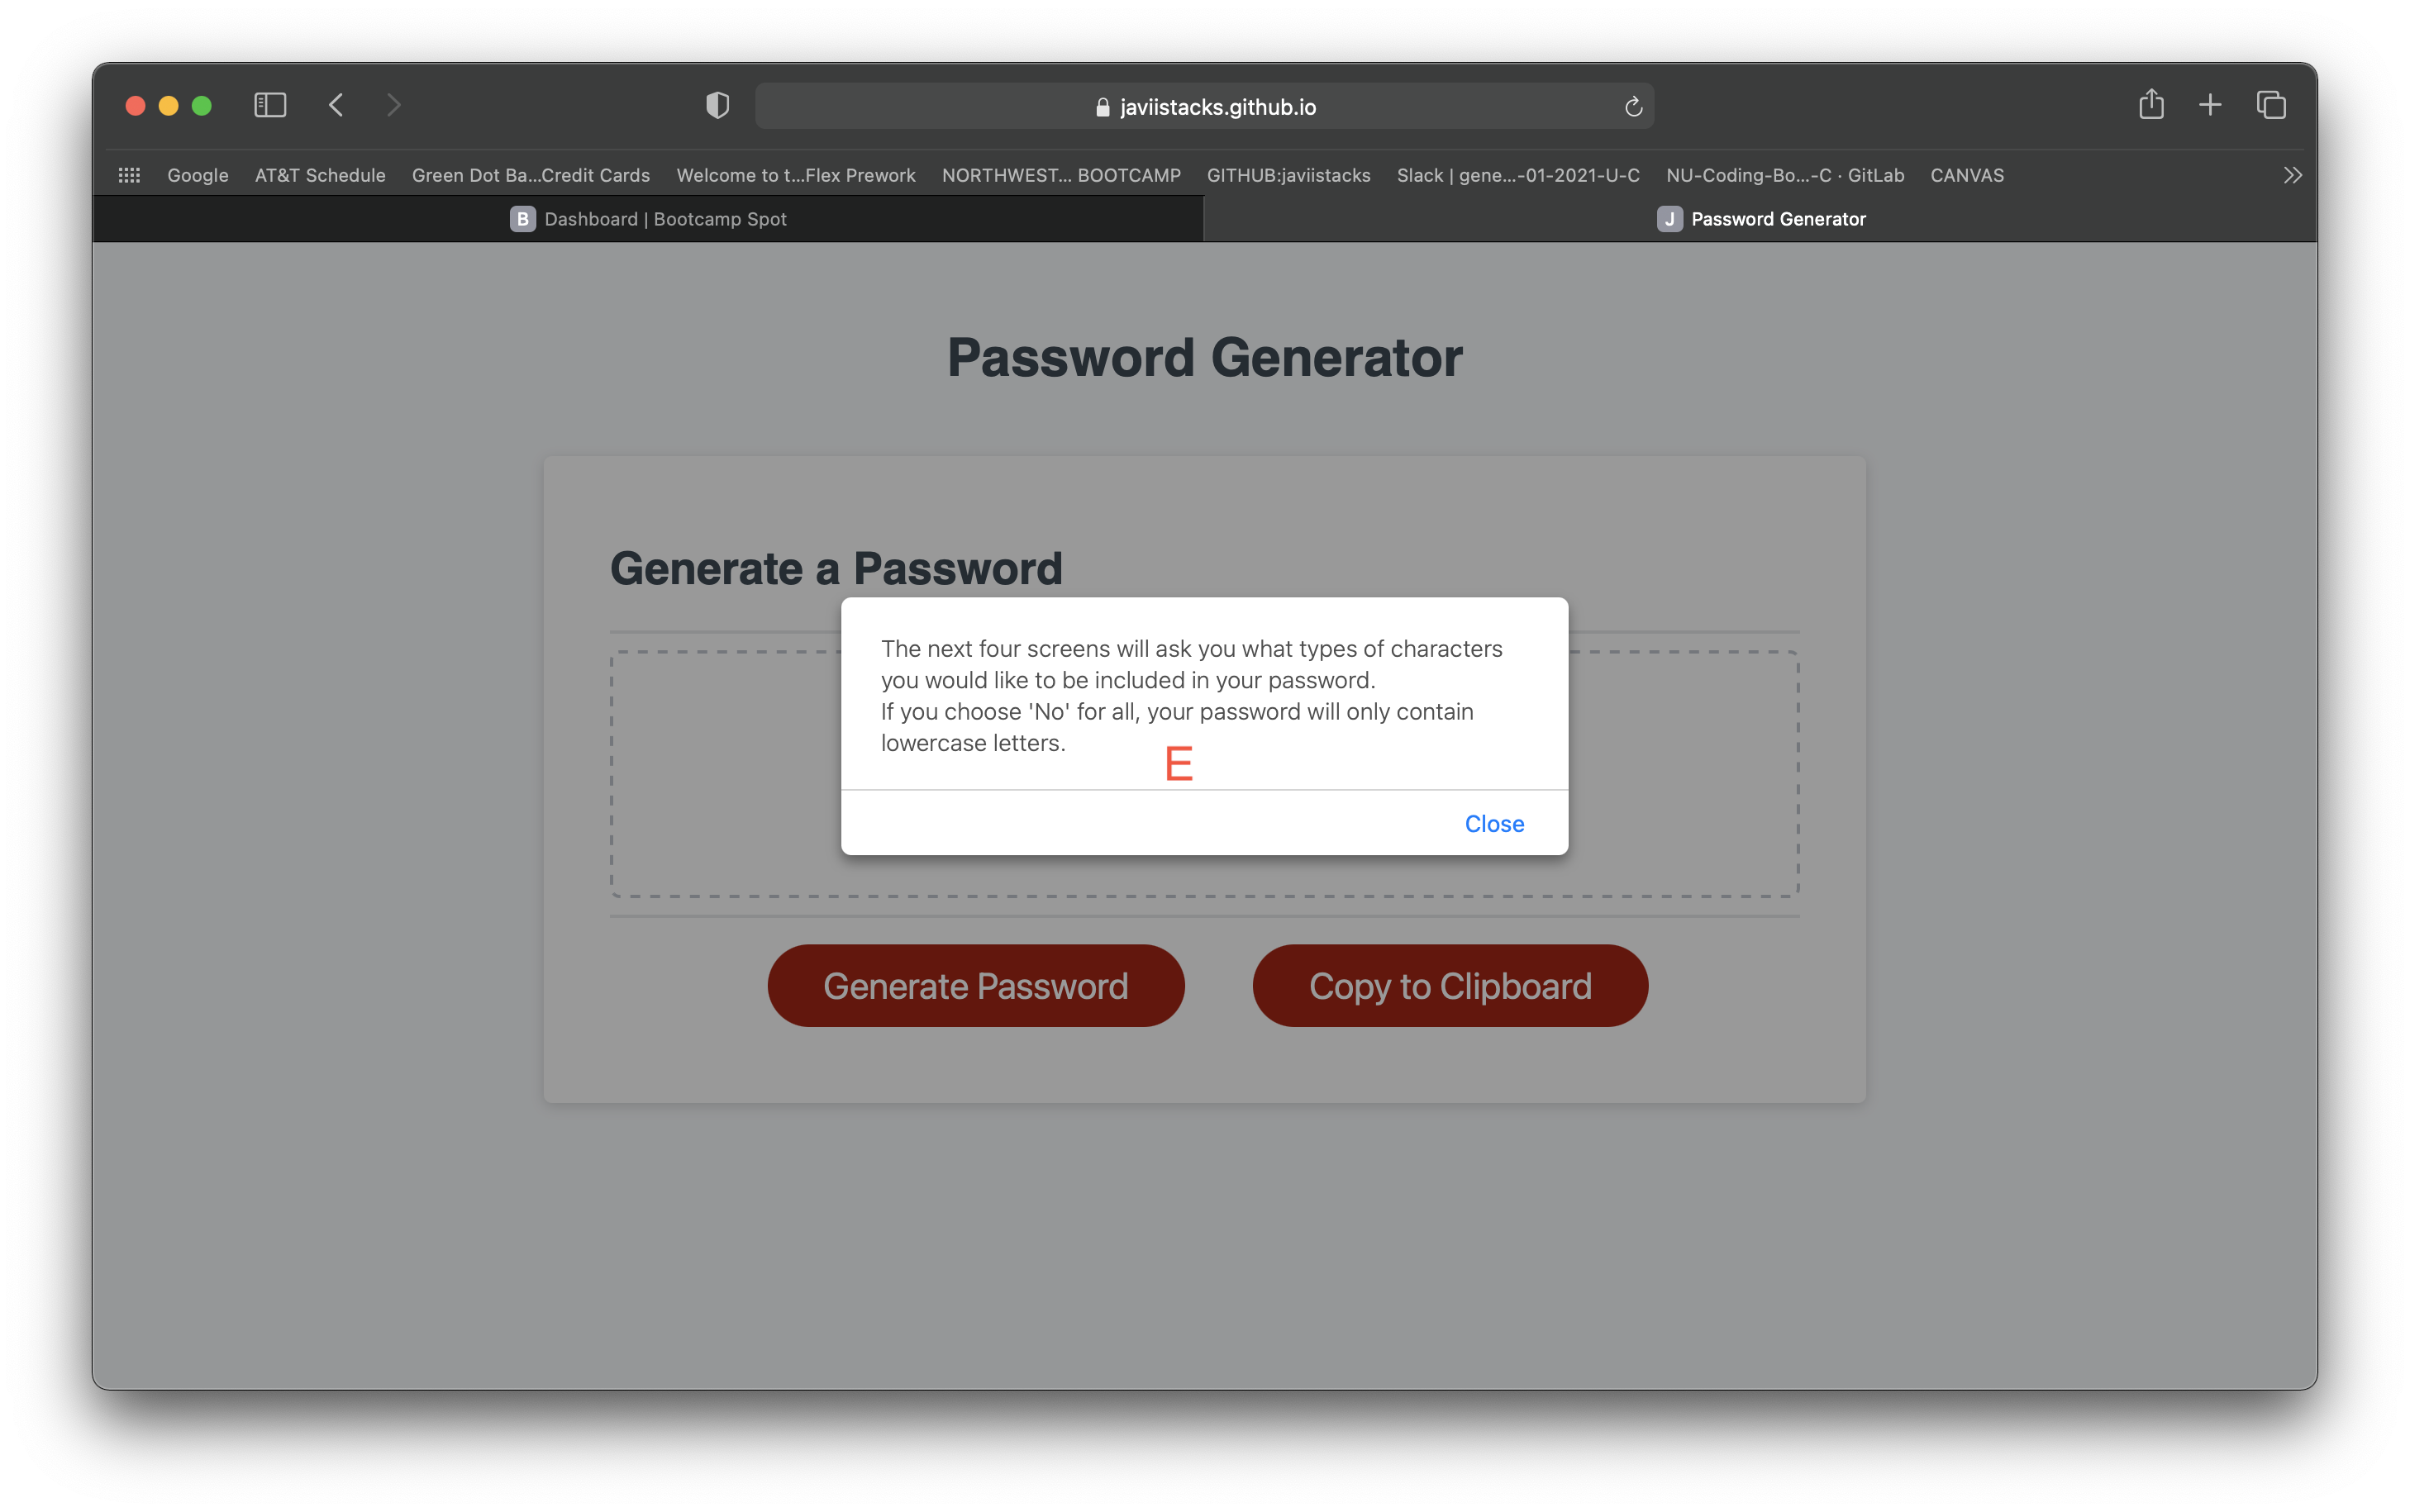 javiistacks.github.io
Google AT&T Schedule Green Dot Ba...Credit Cards Welcome to t...Flex Prework NORTHWEST... BOOTCAMP GITHUB:javiistacks Slack | gene...-01-2021-U-C NU-Coding-Bo...-C · GitLab CANVAS
B Dashboard | Bootcamp Spot J Password Generator
Password Generator
Generate a Password
The next four screens will ask you what types of characters
you would like to be included in your password.
If you choose 'No' for all, your password will only contain
lowercase letters.
E
Close
Generate Password Copy to Clipboard